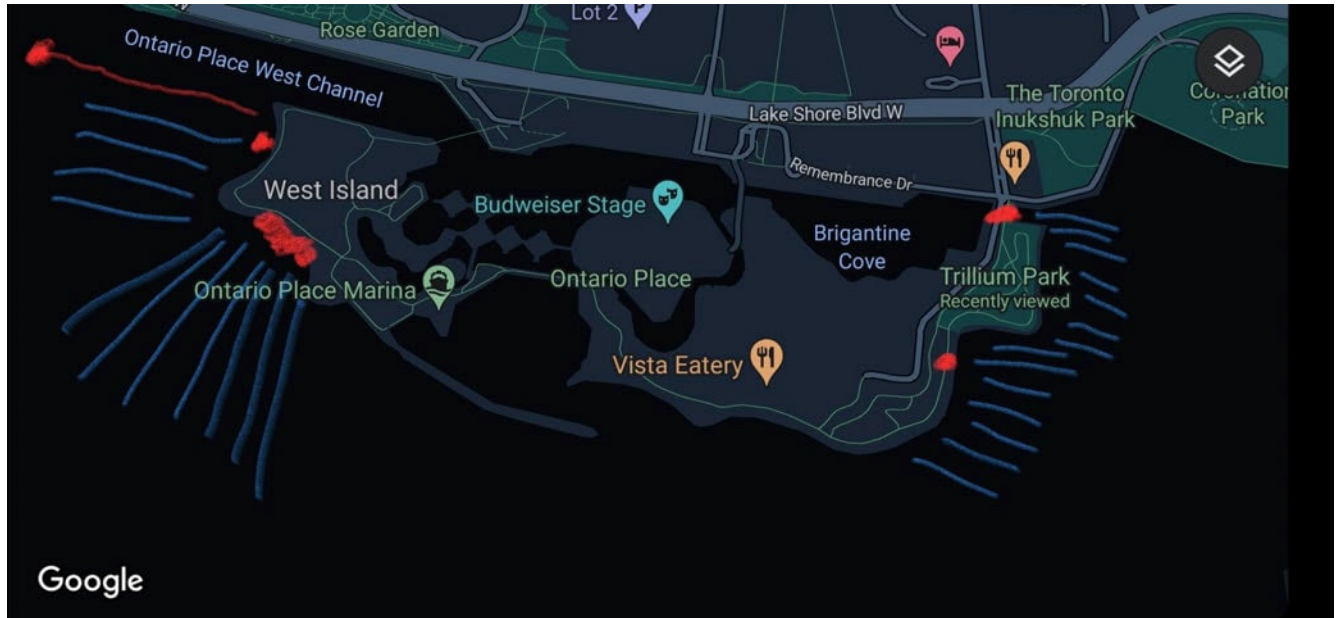 Lot 2
P
Rose Garden
Ontario Place West Channel
The Toronto
Inukshuk Park
Park
Lake Shore Blvd W
Remembrance Dr
West Island
Budweiser Stage
Brigantine
Cove
Ontario Place Marina
Ontario Place
Trillium Park
Recently viewed
Vista Eatery
Google